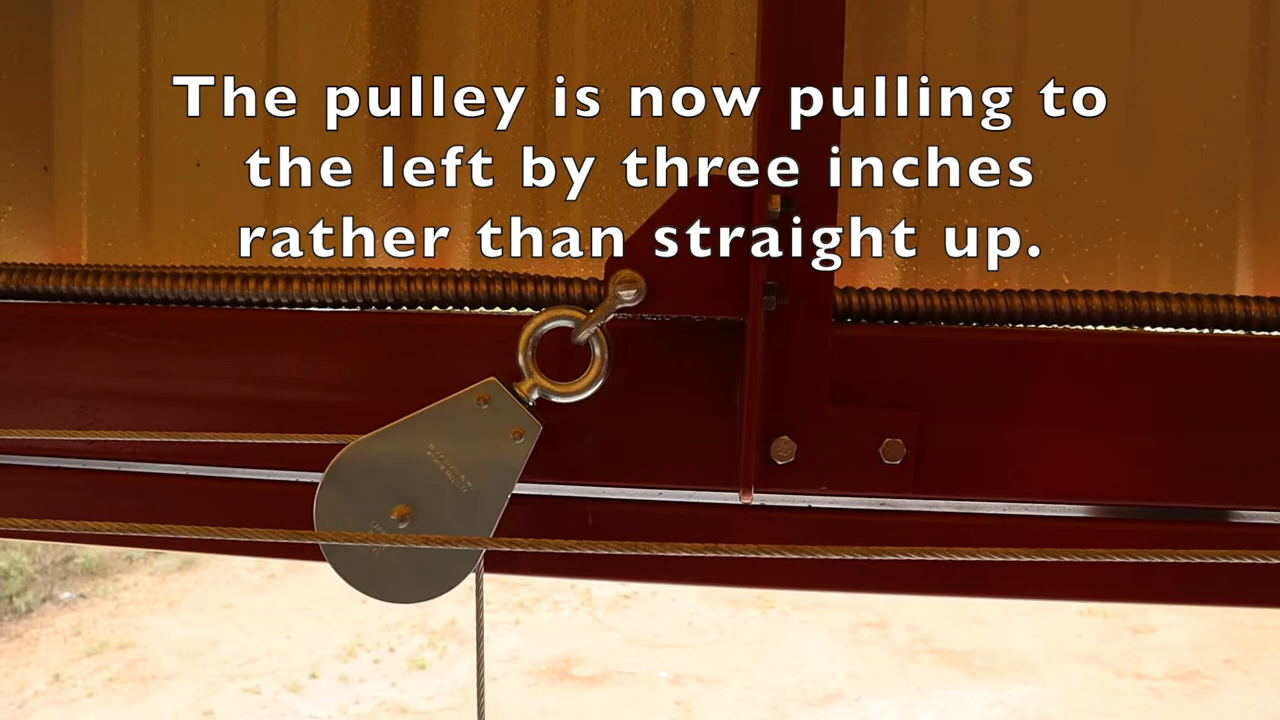 The pulley is now pulling to
the left by three inches
rather than straight up.